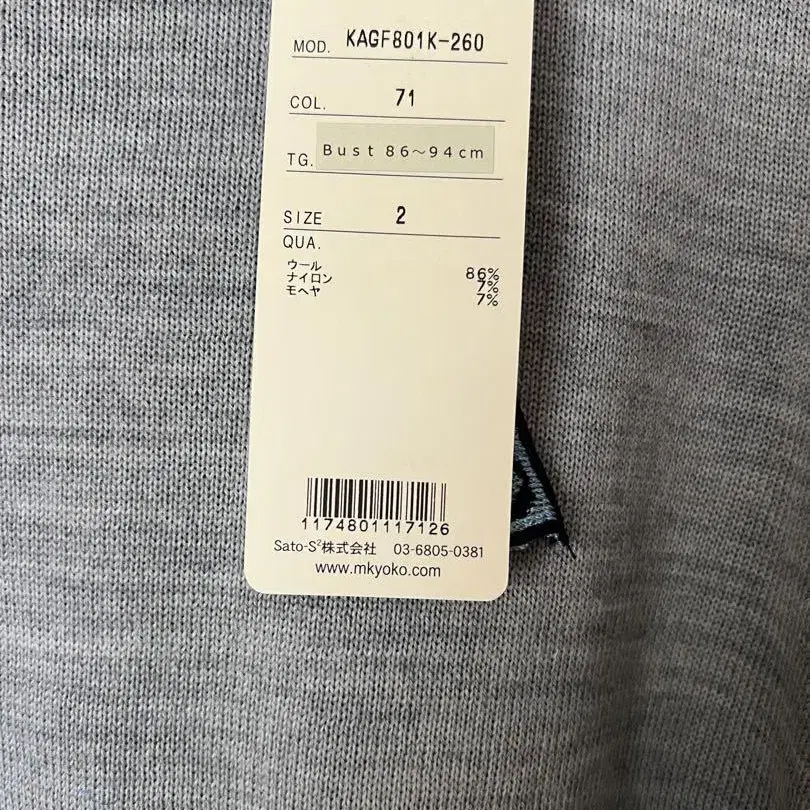 MOD. KAGF801K-260
COL. 71
TG. Bust 86～94cm
SIZE 2
QUA.
ウール 86%
ナイロン 7%
モヘヤ 7%
1174801117126
Sato-S²株式会社 03-6805-0381
www.mkyoko.com